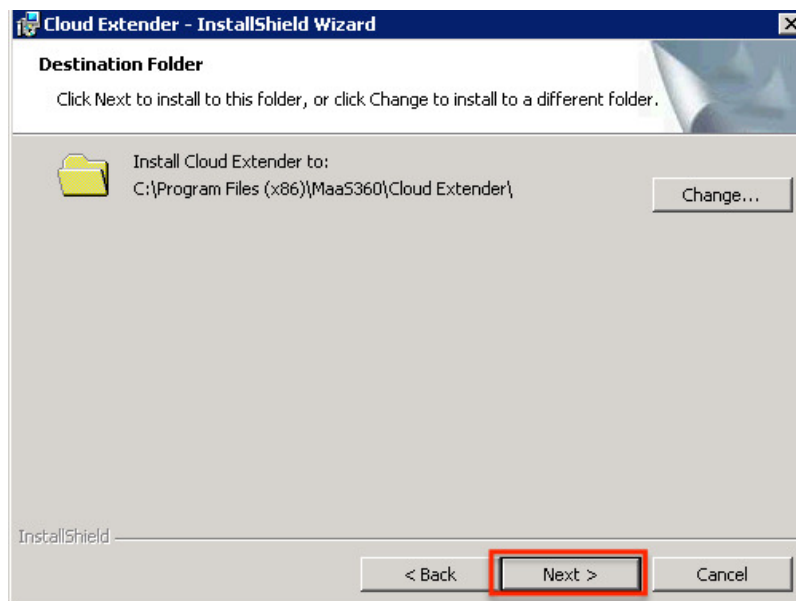 Cloud Extender - InstallShield Wizard
Destination Folder
Click Next to install to this folder, or click Change to install to a different folder.
Install Cloud Extender to:
C:\Program Files (x86)\MaaS360\Cloud Extender\
Change...
InstallShield
< Back
Next >
Cancel